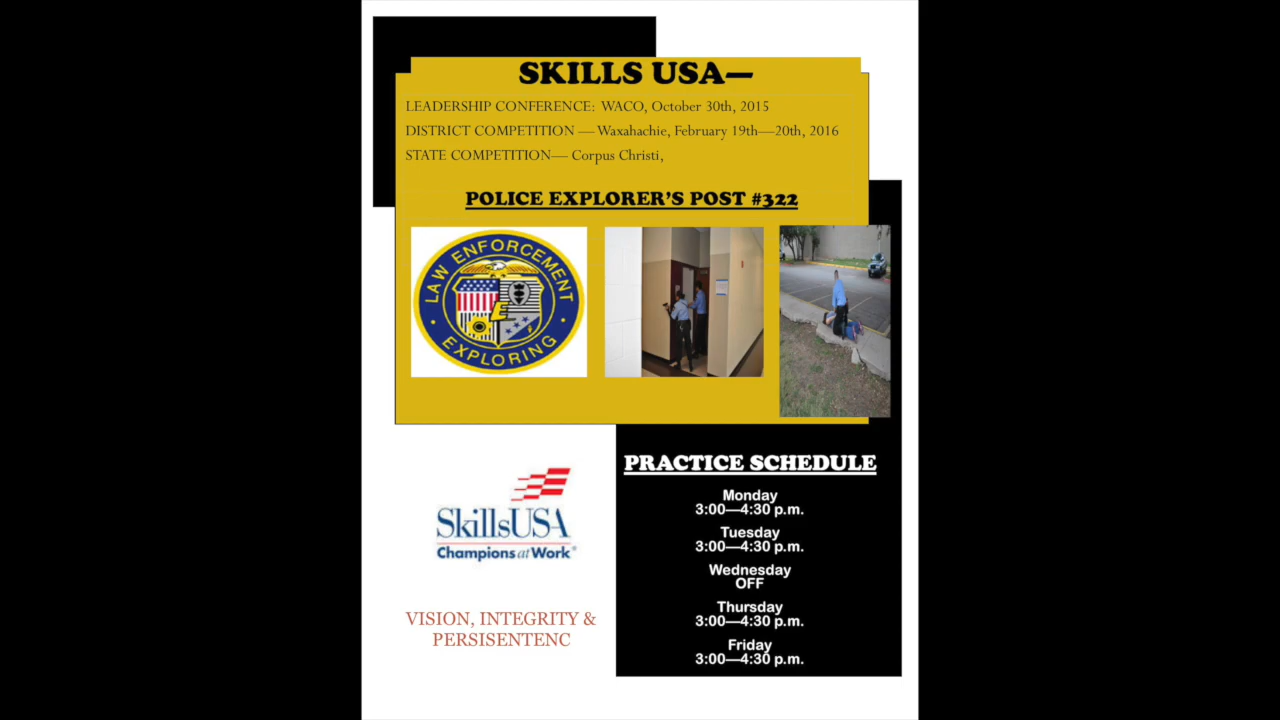 SKILLS USA—
LEADERSHIP CONFERENCE: WACO, October 30th, 2015
DISTRICT COMPETITION — Waxahachie, February 19th—20th, 2016
STATE COMPETITION— Corpus Christi,
POLICE EXPLORER’S POST #322
LAW ENFORCEMENT
E
EXPLORING
PRACTICE SCHEDULE
Monday
3:00—4:30 p.m.
Tuesday
3:00—4:30 p.m.
Wednesday
OFF
Thursday
3:00—4:30 p.m.
Friday
3:00—4:30 p.m.
SkillsUSA
Champions at Work®
VISION, INTEGRITY &
PERSISENTENC